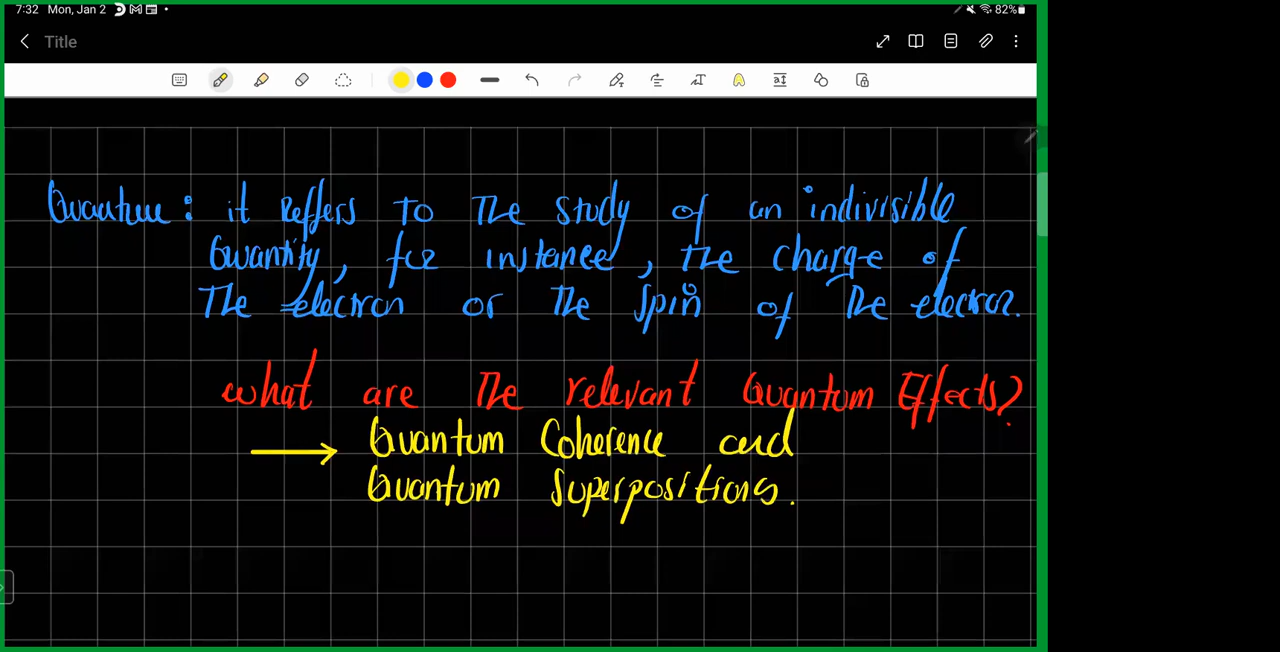 7:32 Mon, Jan 2
82%
Title
Quantum: it Reffers To The Study of an indivisible
Quantity, for instance, The charge of
The electron or The Spin of The electron.
What are The relevant Quantum Effects?
Quantum Coherence and
Quantum Superpositions.